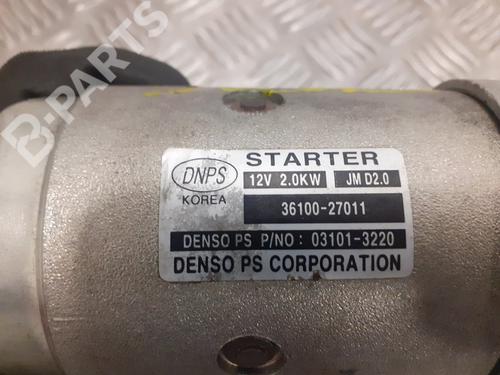 B-PARTS
DNPS
KOREA
STARTER
12V 2.0KW JM D2.0
36100-27011
DENSO PS P/NO : 03101-3220
DENSO PS CORPORATION